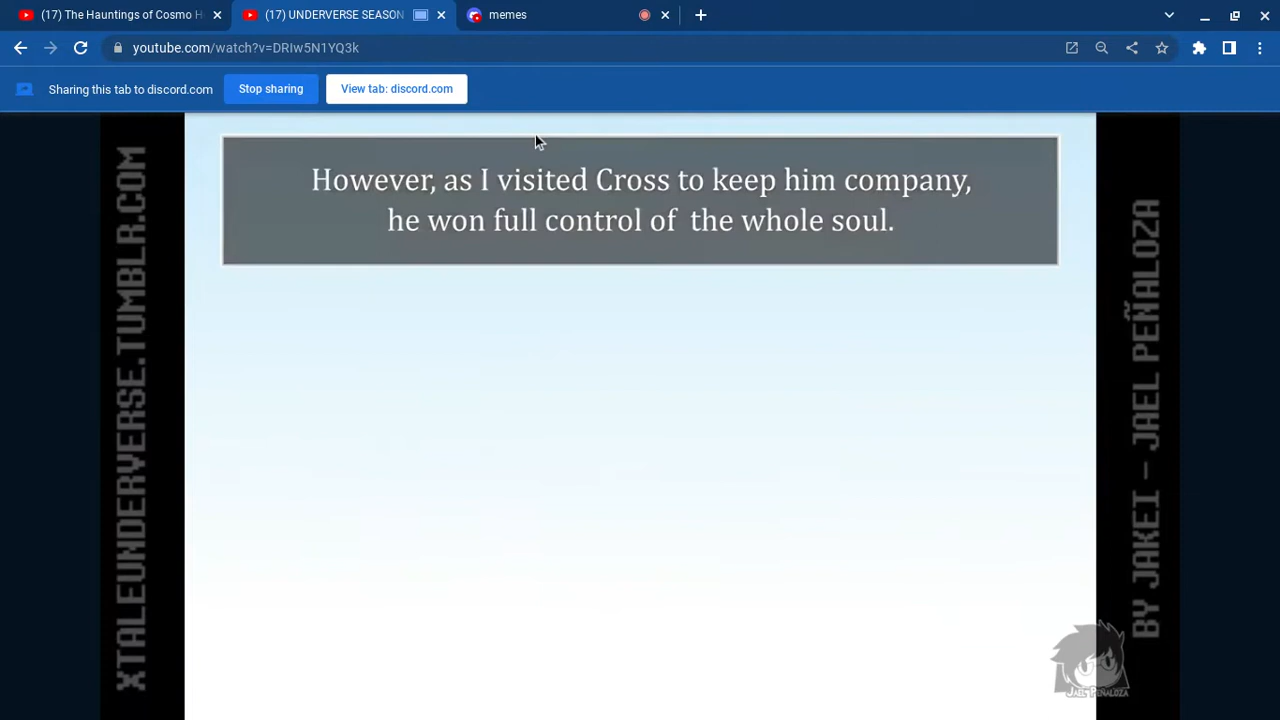 (17) The Hauntings of Cosmo H
(17) UNDERVERSE SEASON
memes
youtube.com/watch?v=DRIw5N1YQ3k
Sharing this tab to discord.com
Stop sharing
View tab: discord.com
However, as I visited Cross to keep him company,
he won full control of the whole soul.
XTALEUNDERVERSE.TUMBLR.COM
BY JAKEI - JAEL PEÑALOZA
JAEL PEÑALOZA